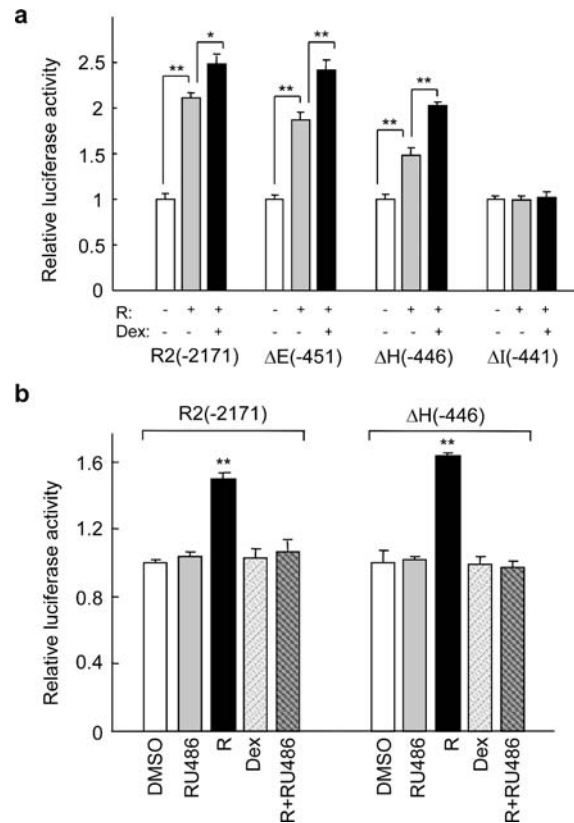 a
Relative luciferase activity
2.5
2
1.5
1
0.5
0
** *
** **
** **
R: - + + - + + - + + - + +
Dex: - - + - - + - - + - - +
R2(-2171) ΔE(-451) ΔH(-446) ΔI(-441)
b
R2(-2171) ΔH(-446)
Relative luciferase activity
1.6
1.2
0.8
0.4
0
** **
DMSO RU486 R Dex R+RU486 DMSO RU486 R Dex R+RU486